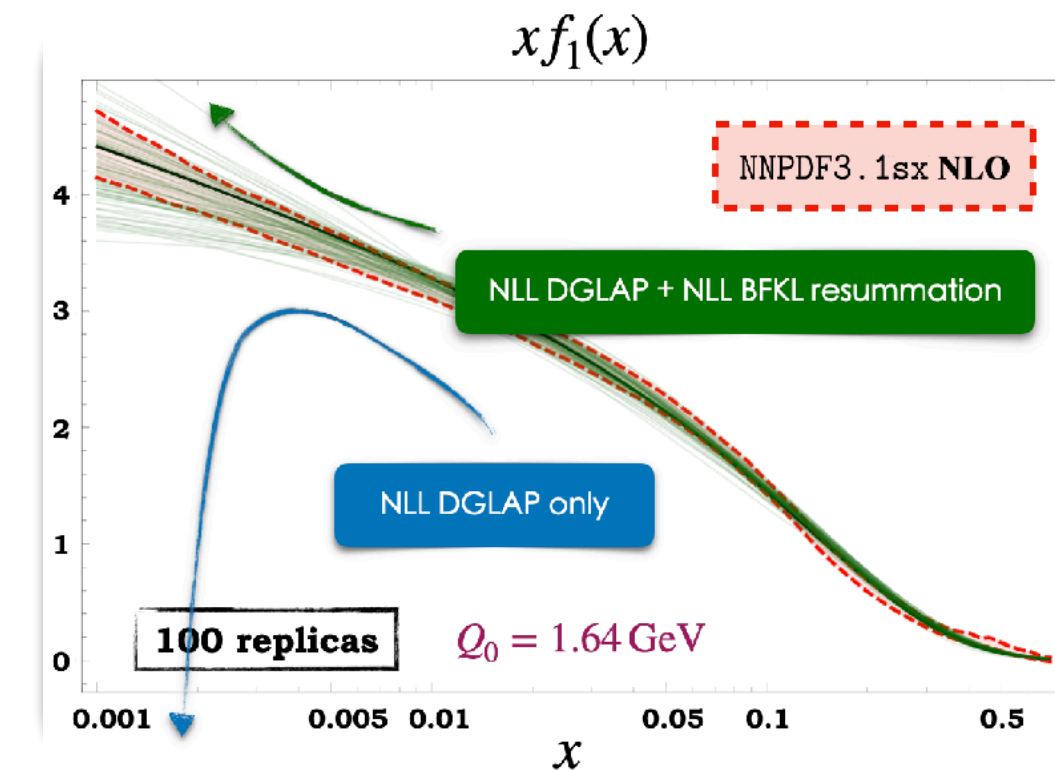 xf₁(x)
NNPDF3.1sx NLO
NLL DGLAP + NLL BFKL resummation
NLL DGLAP only
100 replicas
Q₀ = 1.64 GeV
4
3
2
1
0
0.001 0.005 0.01 0.05 0.1 0.5
x